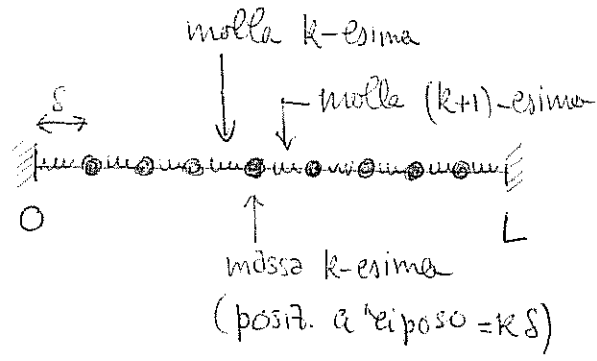 molla k-esima
δ
molla (k+1)-esima
O
L
massa k-esima
(posiz. a riposo = kδ)